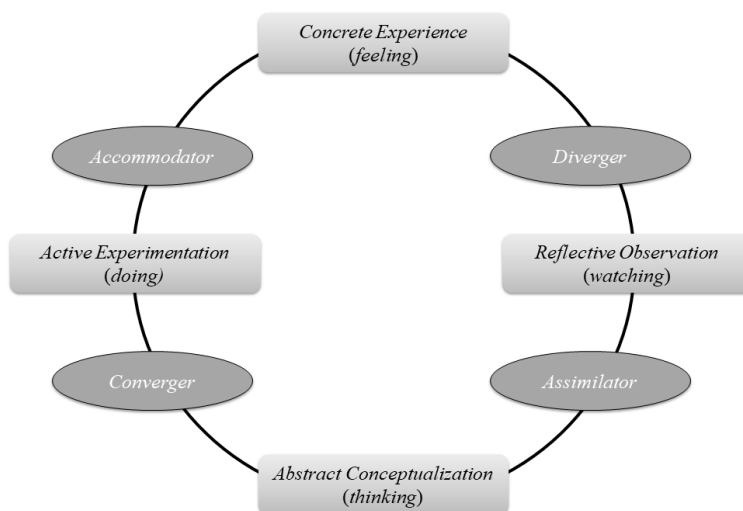 Concrete Experience
(feeling)
Accommodator
Diverger
Active Experimentation
(doing)
Reflective Observation
(watching)
Converger
Assimilator
Abstract Conceptualization
(thinking)